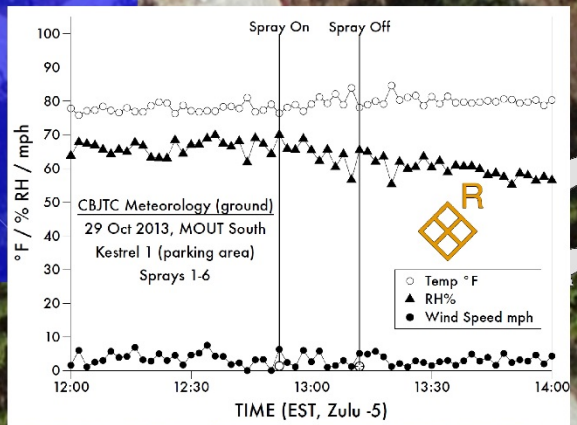 Spray On Spray Off
100
90
80
70
60
50
40
30
20
10
0
°F / % RH / mph
CBJTC Meteorology (ground)
29 Oct 2013, MOUT South
Kestrel 1 (parking area)
Sprays 1-6
R
Temp °F
RH%
Wind Speed mph
12:00 12:30 13:00 13:30 14:00
TIME (EST, Zulu -5)